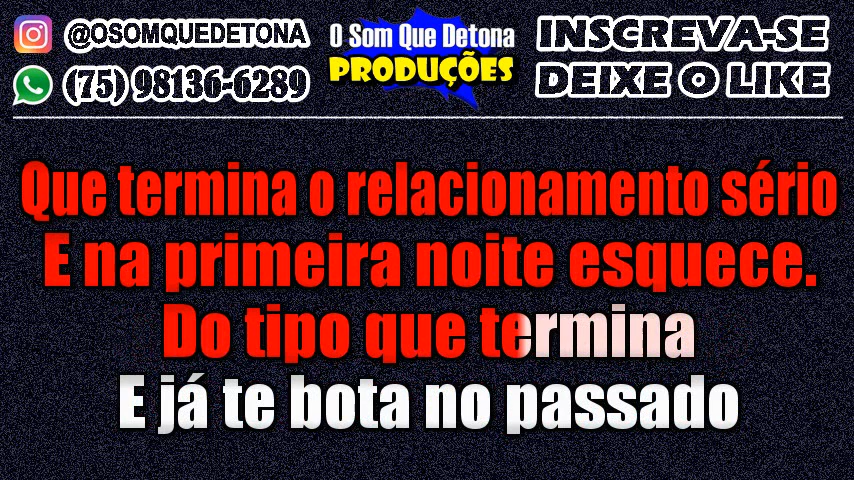 @OSOMQUEDETONA
(75) 98136-6289
O Som Que Detona
PRODUÇÕES
INSCREVA-SE
DEIXE O LIKE
Que termina o relacionamento sério
E na primeira noite esquece.
Do tipo que termina
E já te bota no passado